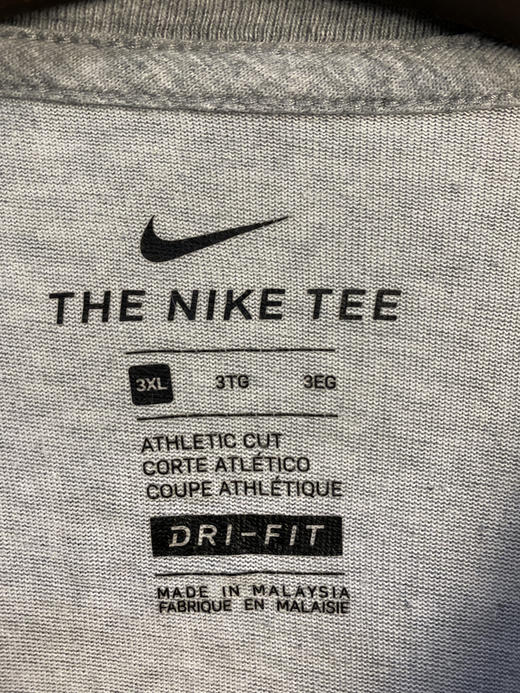 THE NIKE TEE
3XL 3TG 3EG
ATHLETIC CUT
CORTE ATLÉTICO
COUPE ATHLÉTIQUE
DRI-FIT
MADE IN MALAYSIA
FABRIQUE EN MALAISIE